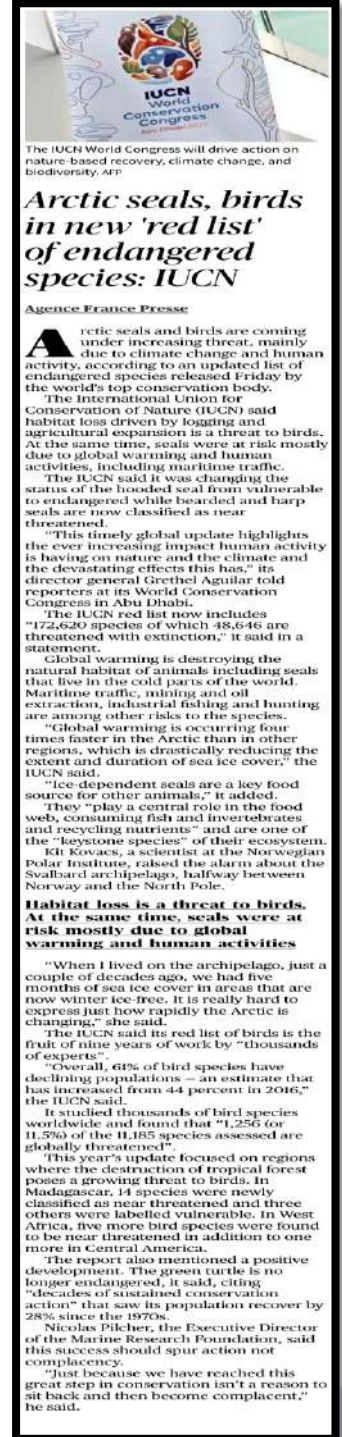 IUCN
World
Conservation
Congress
Abu Dhabi 2025
The IUCN World Congress will drive action on
nature-based recovery, climate change, and
biodiversity. AFP
Arctic seals, birds
in new 'red list'
of endangered
species: IUCN
Agence France Presse
Arctic seals and birds are coming
under increasing threat, mainly
due to climate change and human
activity, according to an updated list of
endangered species released Friday by
the world's top conservation body.
The International Union for
Conservation of Nature (IUCN) said
habitat loss driven by logging and
agricultural expansion is a threat to birds.
At the same time, seals were at risk mostly
due to global warming and human
activities, including maritime traffic.
The IUCN said it was changing the
status of the hooded seal from vulnerable
to endangered while bearded and harp
seals are now classified as near
threatened.
"This timely global update highlights
the ever increasing impact human activity
is having on nature and the climate and
the devastating effects this has," its
director general Grethel Aguilar told
reporters at its World Conservation
Congress in Abu Dhabi.
The IUCN red list now includes
"172,620 species of which 48,646 are
threatened with extinction," it said in a
statement.
Global warming is destroying the
natural habitat of animals including seals
that live in the cold parts of the world.
Maritime traffic, mining and oil
extraction, industrial fishing and hunting
are among other risks to the species.
"Global warming is occurring four
times faster in the Arctic than in other
regions, which is drastically reducing the
extent and duration of sea ice cover," the
IUCN said.
"Ice-dependent seals are a key food
source for other animals," it added.
They "play a central role in the food
web, consuming fish and invertebrates
and recycling nutrients" and are one of
the "keystone species" of their ecosystem.
Kit Kovacs, a scientist at the Norwegian
Polar Institute, raised the alarm about the
Svalbard archipelago, halfway between
Norway and the North Pole.
Habitat loss is a threat to birds.
At the same time, seals were at
risk mostly due to global
warming and human activities
"When I lived on the archipelago, just a
couple of decades ago, we had five
months of sea ice cover in areas that are
now winter ice-free. It is really hard to
express just how rapidly the Arctic is
changing," she said.
The IUCN said its red list of birds is the
fruit of nine years of work by "thousands
of experts".
"Overall, 61% of bird species have
declining populations – an estimate that
has increased from 44 percent in 2016,"
the IUCN said.
It studied thousands of bird species
worldwide and found that "1,256 (or
11.5%) of the 11,185 species assessed are
globally threatened".
This year's update focused on regions
where the destruction of tropical forest
poses a growing threat to birds. In
Madagascar, 14 species were newly
classified as near threatened and three
others were labelled vulnerable. In West
Africa, five more bird species were found
to be near threatened in addition to one
more in Central America.
The report also mentioned a positive
development. The green turtle is no
longer endangered, it said, citing
"decades of sustained conservation
action" that saw its population recover by
28% since the 1970s.
Nicolas Pilcher, the Executive Director
of the Marine Research Foundation, said
this success should spur action not
complacency.
"Just because we have reached this
great step in conservation isn't a reason to
sit back and then become complacent,"
he said.